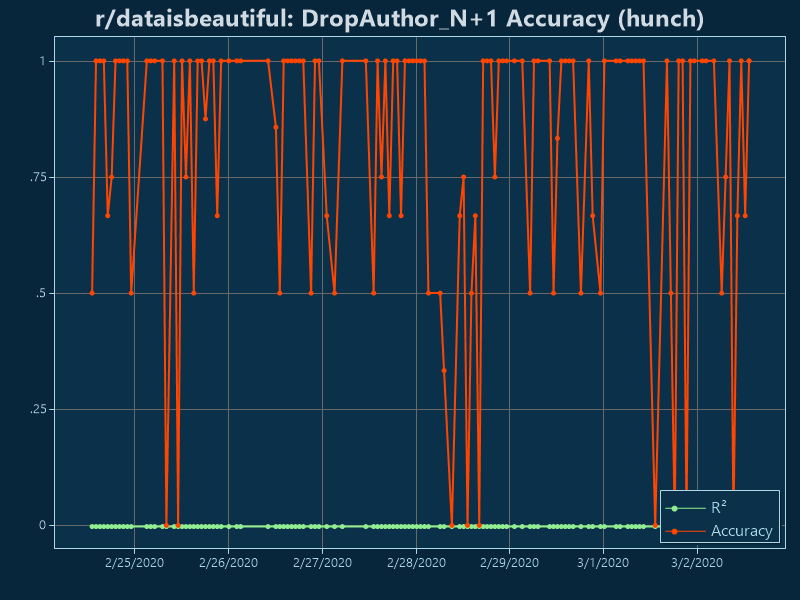 r/dataisbeautiful: DropAuthor_N+1 Accuracy (hunch)
1
.75
.5
.25
0
R²
Accuracy
2/25/2020 2/26/2020 2/27/2020 2/28/2020 2/29/2020 3/1/2020 3/2/2020